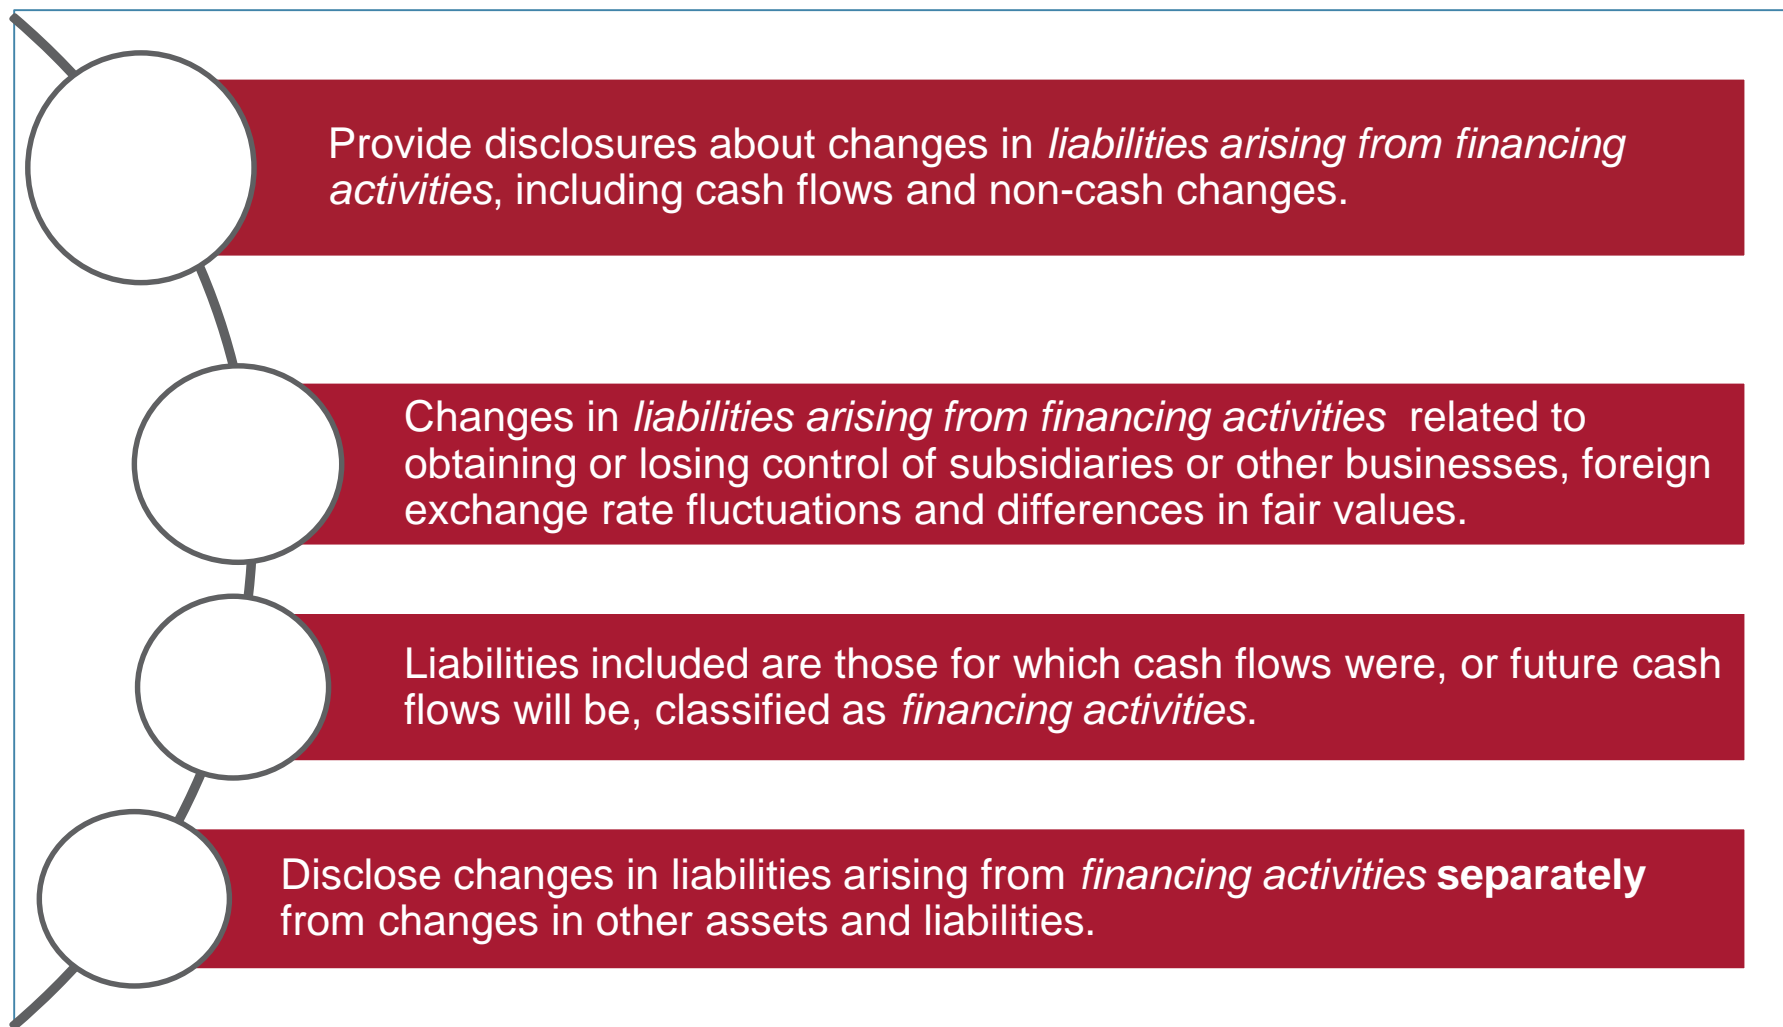 Provide disclosures about changes in liabilities arising from financing
activities, including cash flows and non-cash changes.
Changes in liabilities arising from financing activities related to
obtaining or losing control of subsidiaries or other businesses, foreign
exchange rate fluctuations and differences in fair values.
Liabilities included are those for which cash flows were, or future cash
flows will be, classified as financing activities.
Disclose changes in liabilities arising from financing activities separately
from changes in other assets and liabilities.